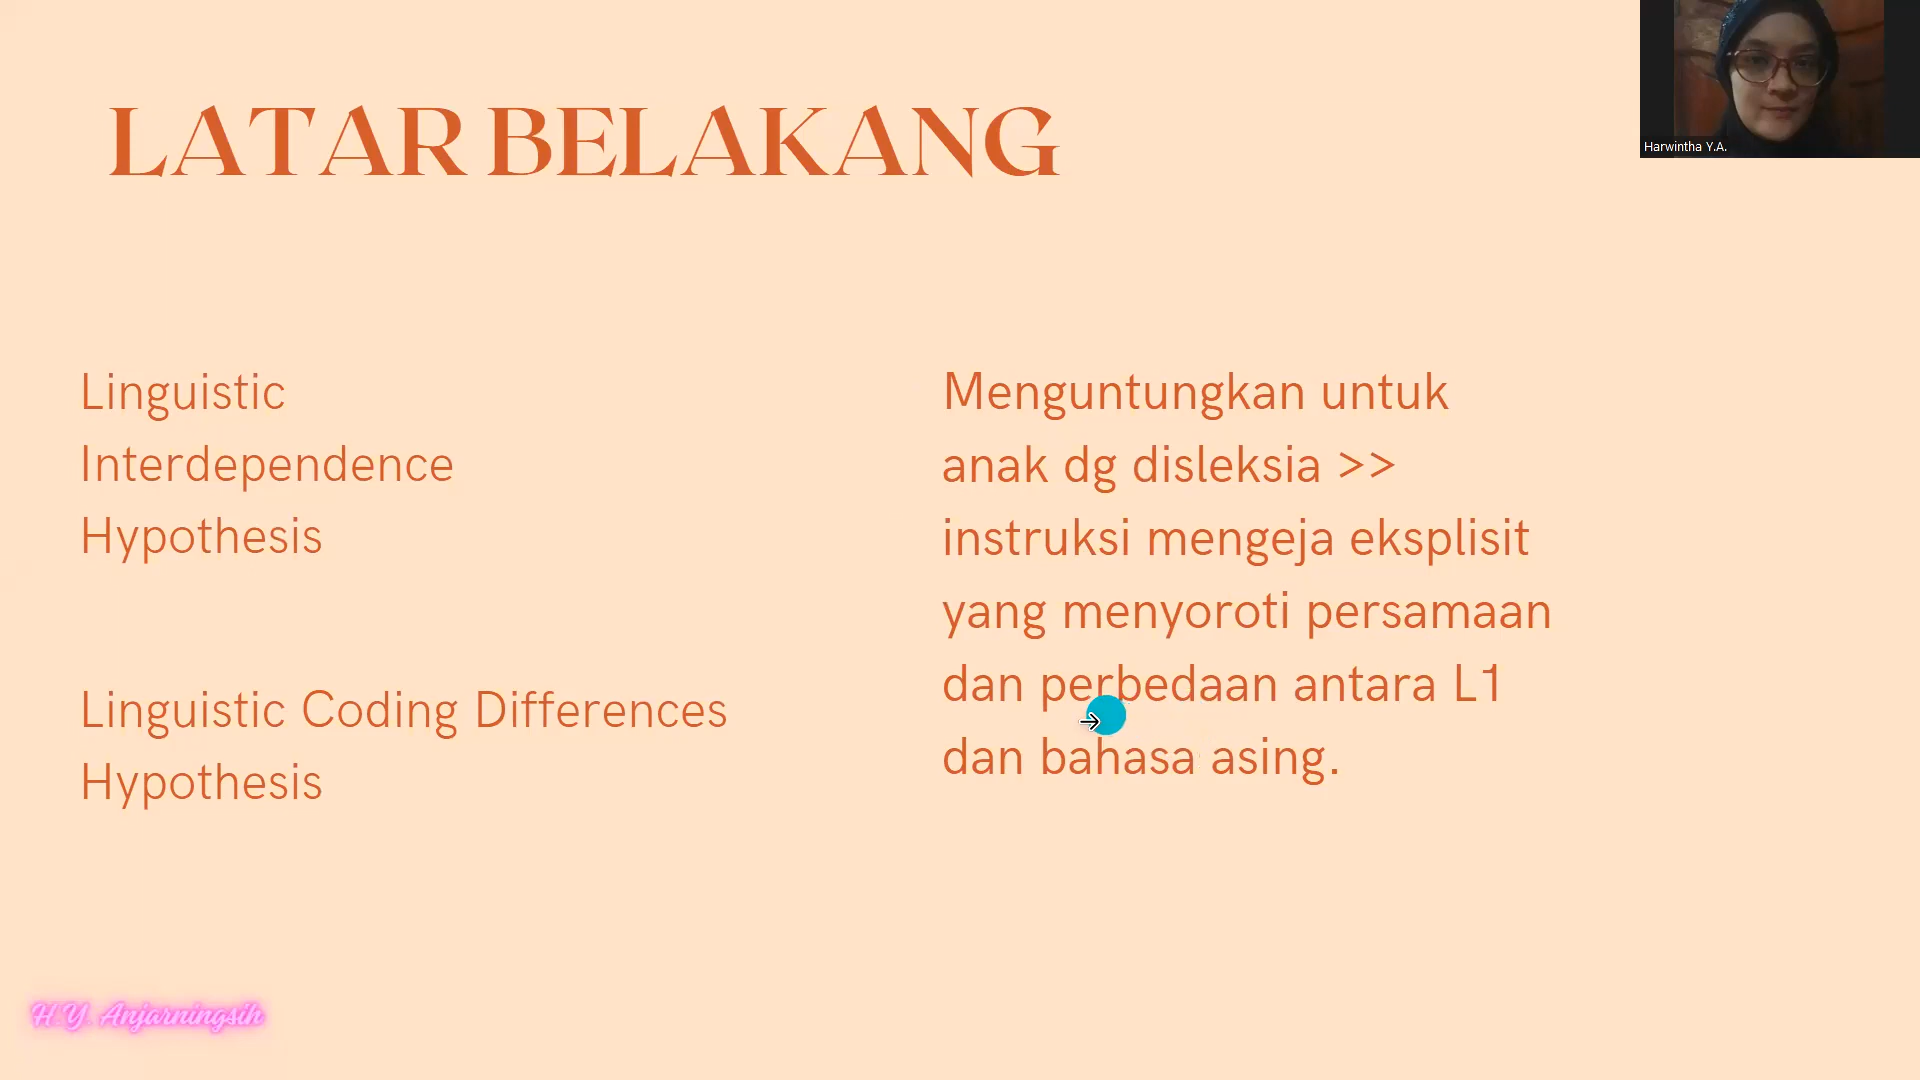 LATAR BELAKANG
Harwintha Y.A.
Linguistic
Interdependence
Hypothesis
Linguistic Coding Differences
Hypothesis
Menguntungkan untuk
anak dg disleksia >>
instruksi mengeja eksplisit
yang menyoroti persamaan
dan perbedaan antara L1
dan bahasa asing.
H.Y. Anjarningsih